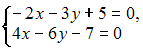 −2x−3y+5 = 0,
4x−6y−7 = 0